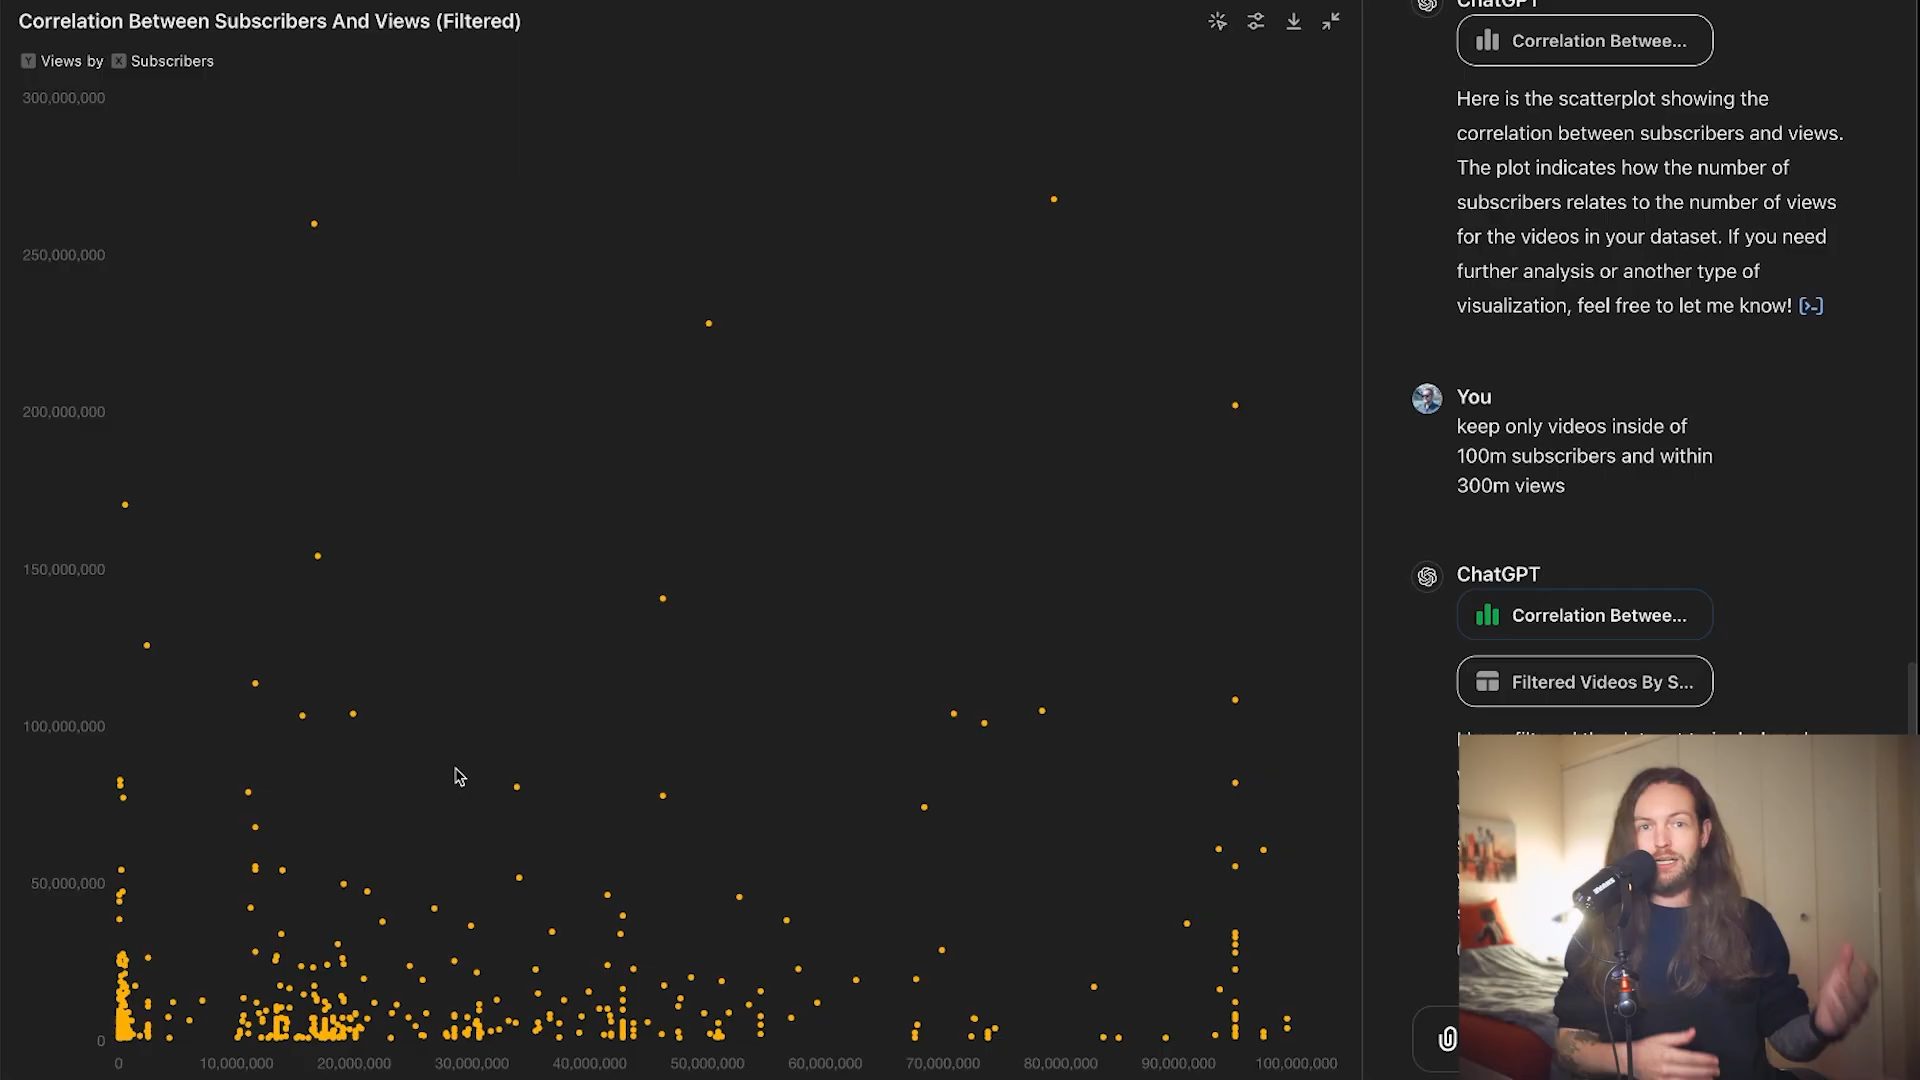 Correlation Between Subscribers And Views (Filtered)
Y Views by X Subscribers
300,000,000
250,000,000
200,000,000
150,000,000
100,000,000
50,000,000
0
0 10,000,000 20,000,000 30,000,000 40,000,000 50,000,000 60,000,000 70,000,000 80,000,000 90,000,000 100,000,000
ChatGPT
Correlation Betwee...
Here is the scatterplot showing the
correlation between subscribers and views.
The plot indicates how the number of
subscribers relates to the number of views
for the videos in your dataset. If you need
further analysis or another type of
visualization, feel free to let me know! [>-]
You
keep only videos inside of
100m subscribers and within
300m views
ChatGPT
Correlation Betwee...
Filtered Videos By S...